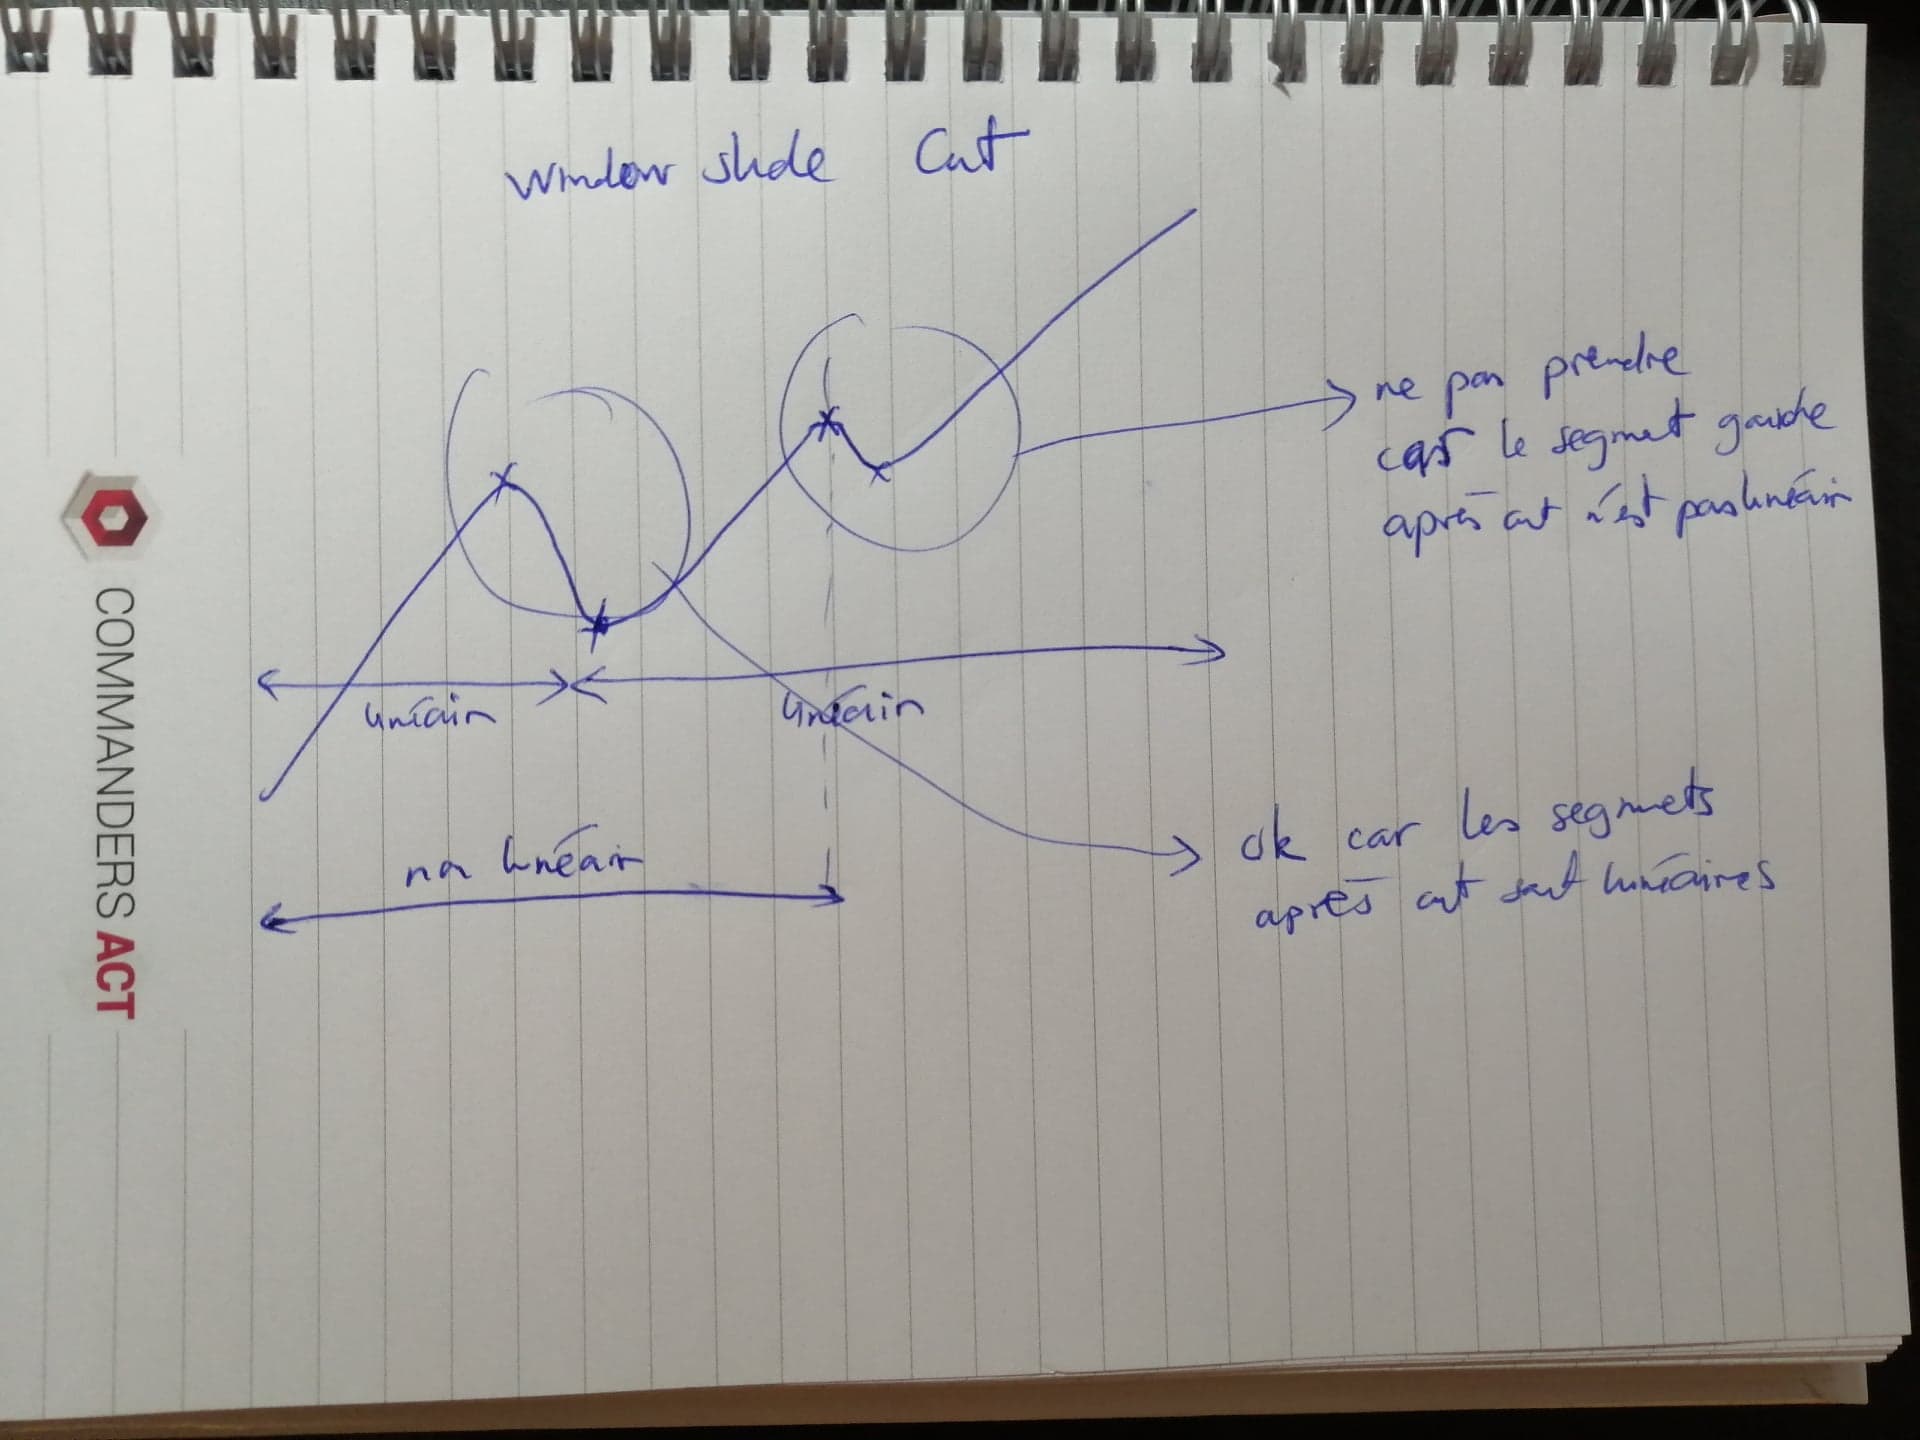 Window slide Cut
ne pas prendre
car le segment gauche
après cut n'est pas linéair
linéair
linéair
non linéair
ok car les segments
après cut sont linéaires
COMMANDERS ACT